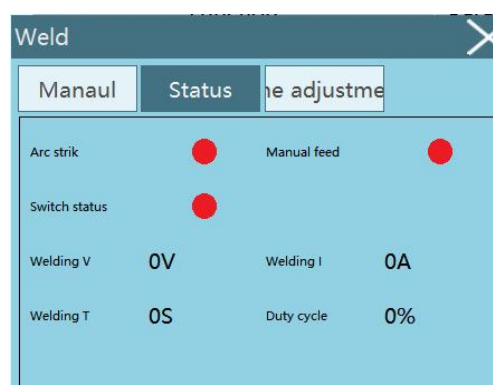 Weld
Manaul Status ne adjustme
Arc strik Manual feed
Switch status
Welding V 0V Welding I 0A
Welding T 0S Duty cycle 0%